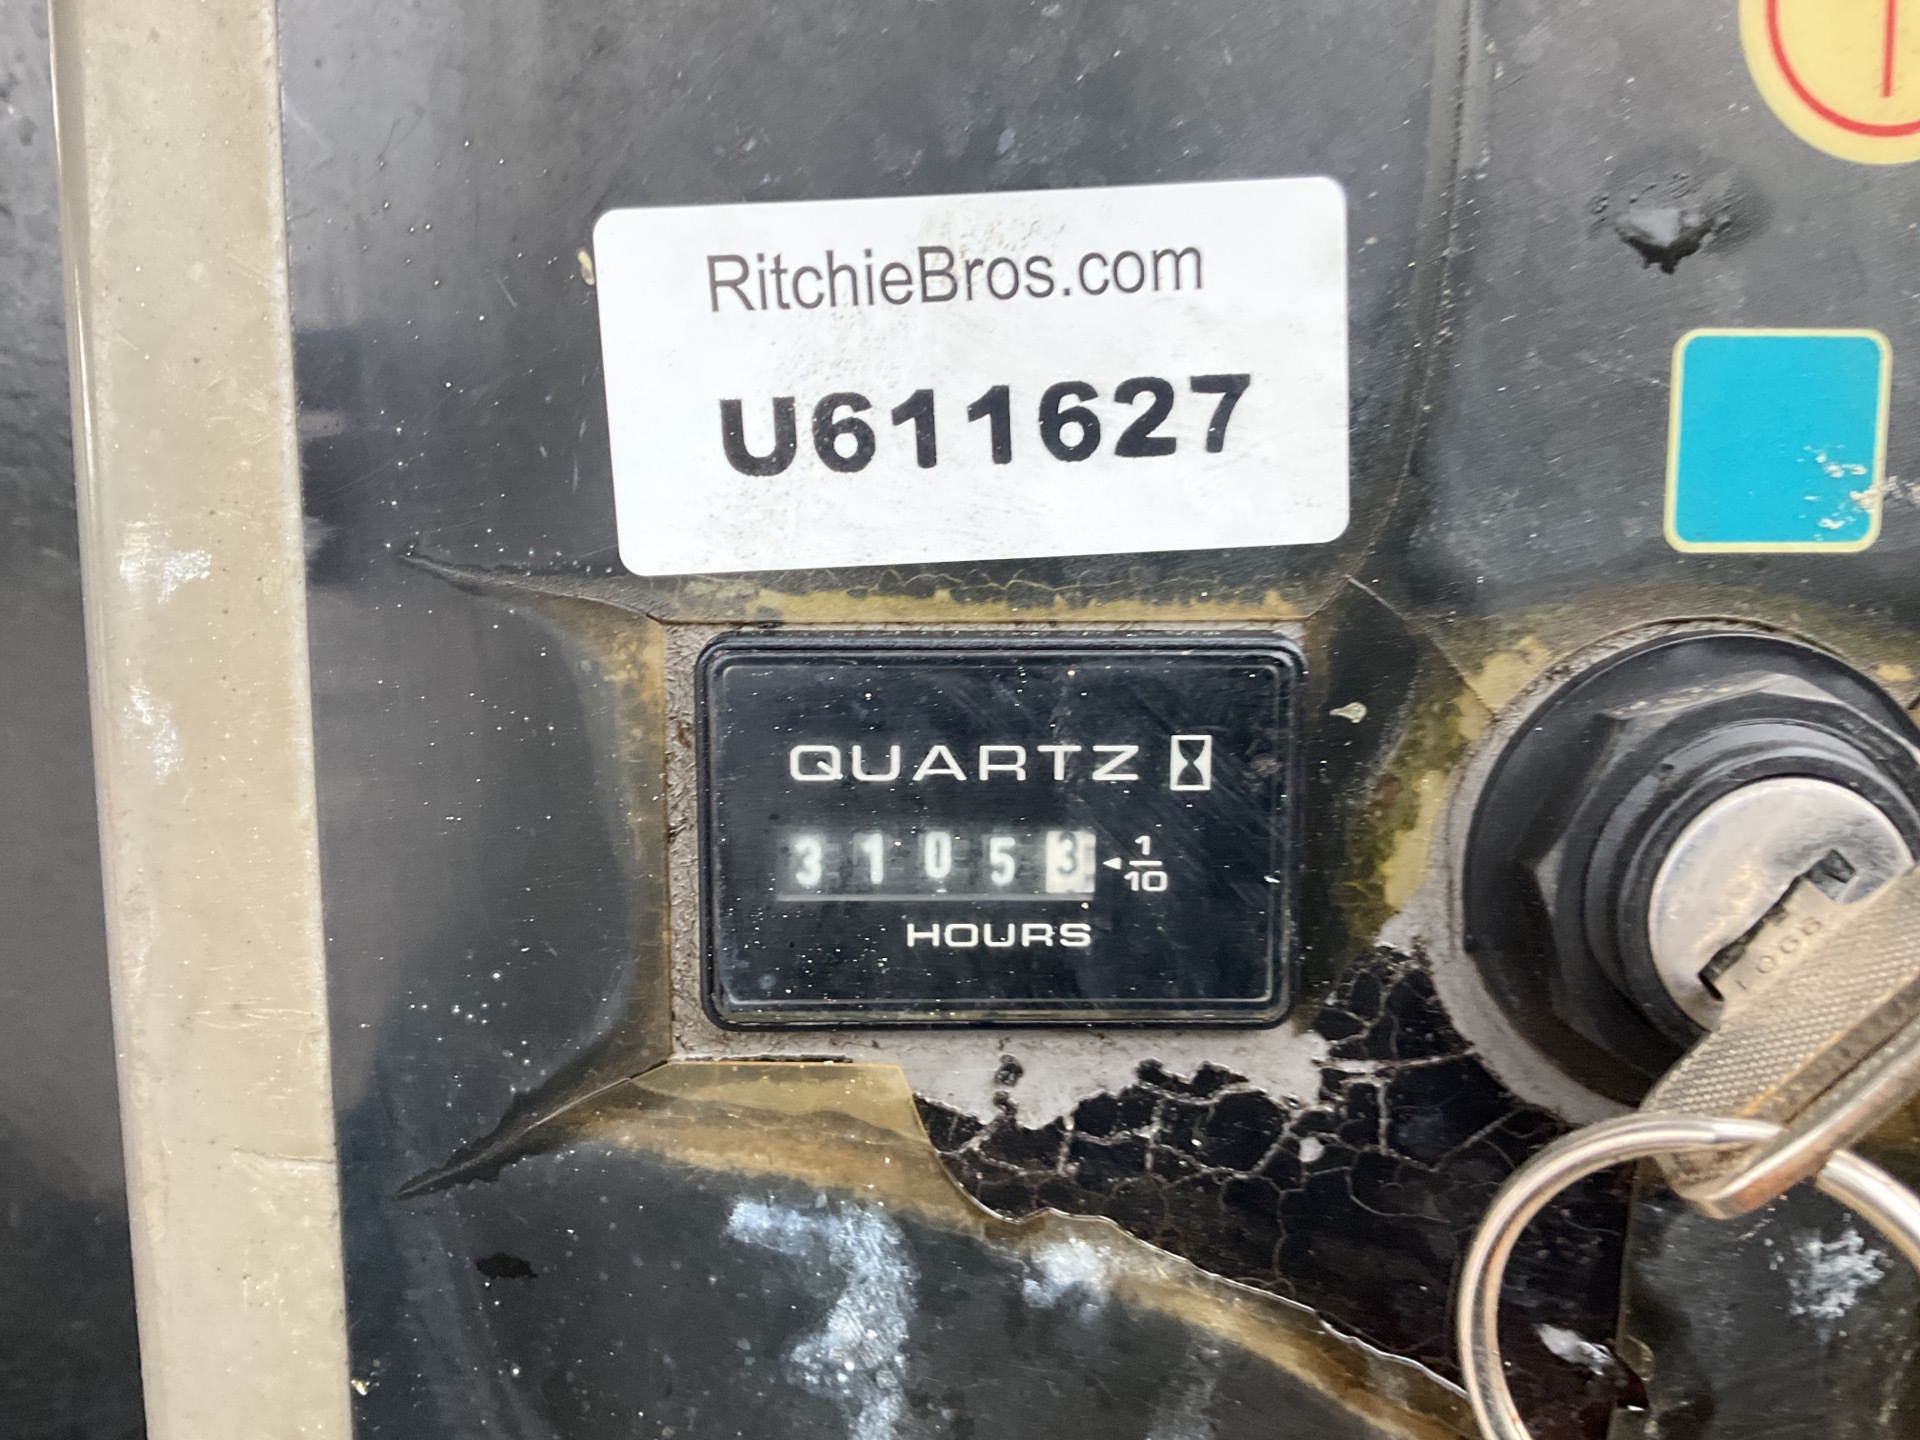 RitchieBros.com
U611627
QUARTZ
31053 1/10
HOURS